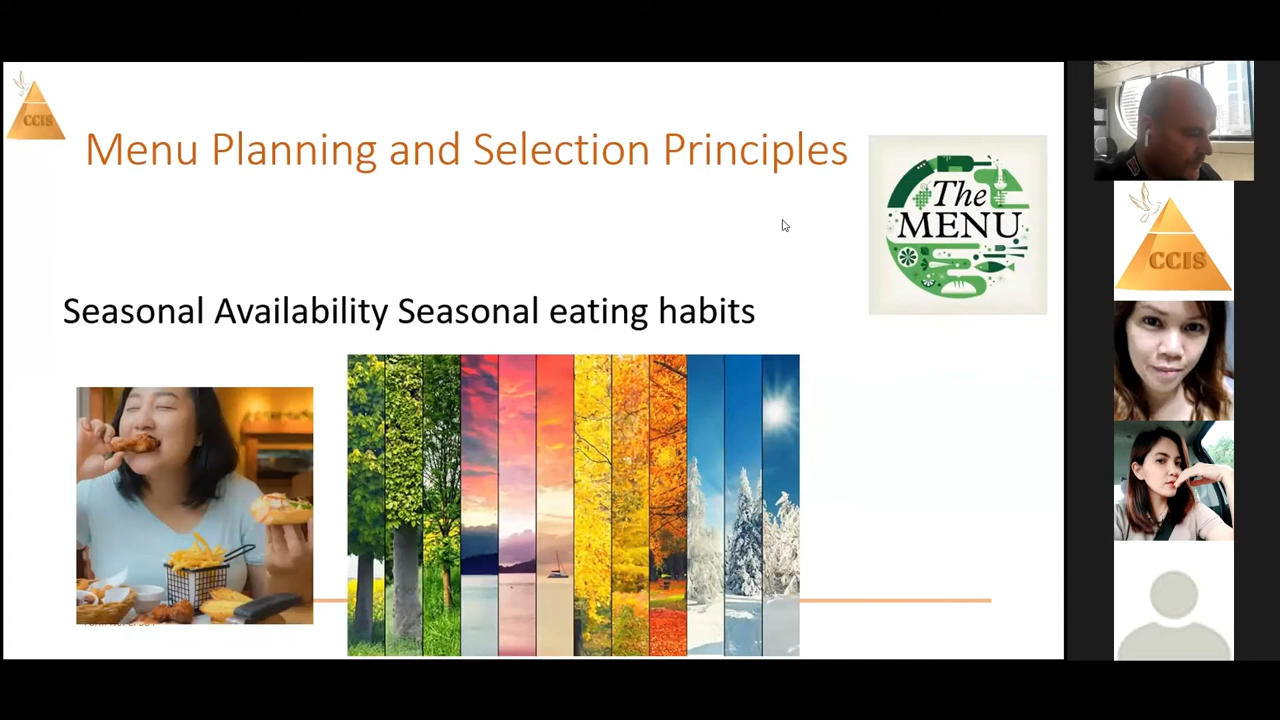 CCIS
Menu Planning and Selection Principles
The
MENU
Seasonal Availability Seasonal eating habits
CCIS